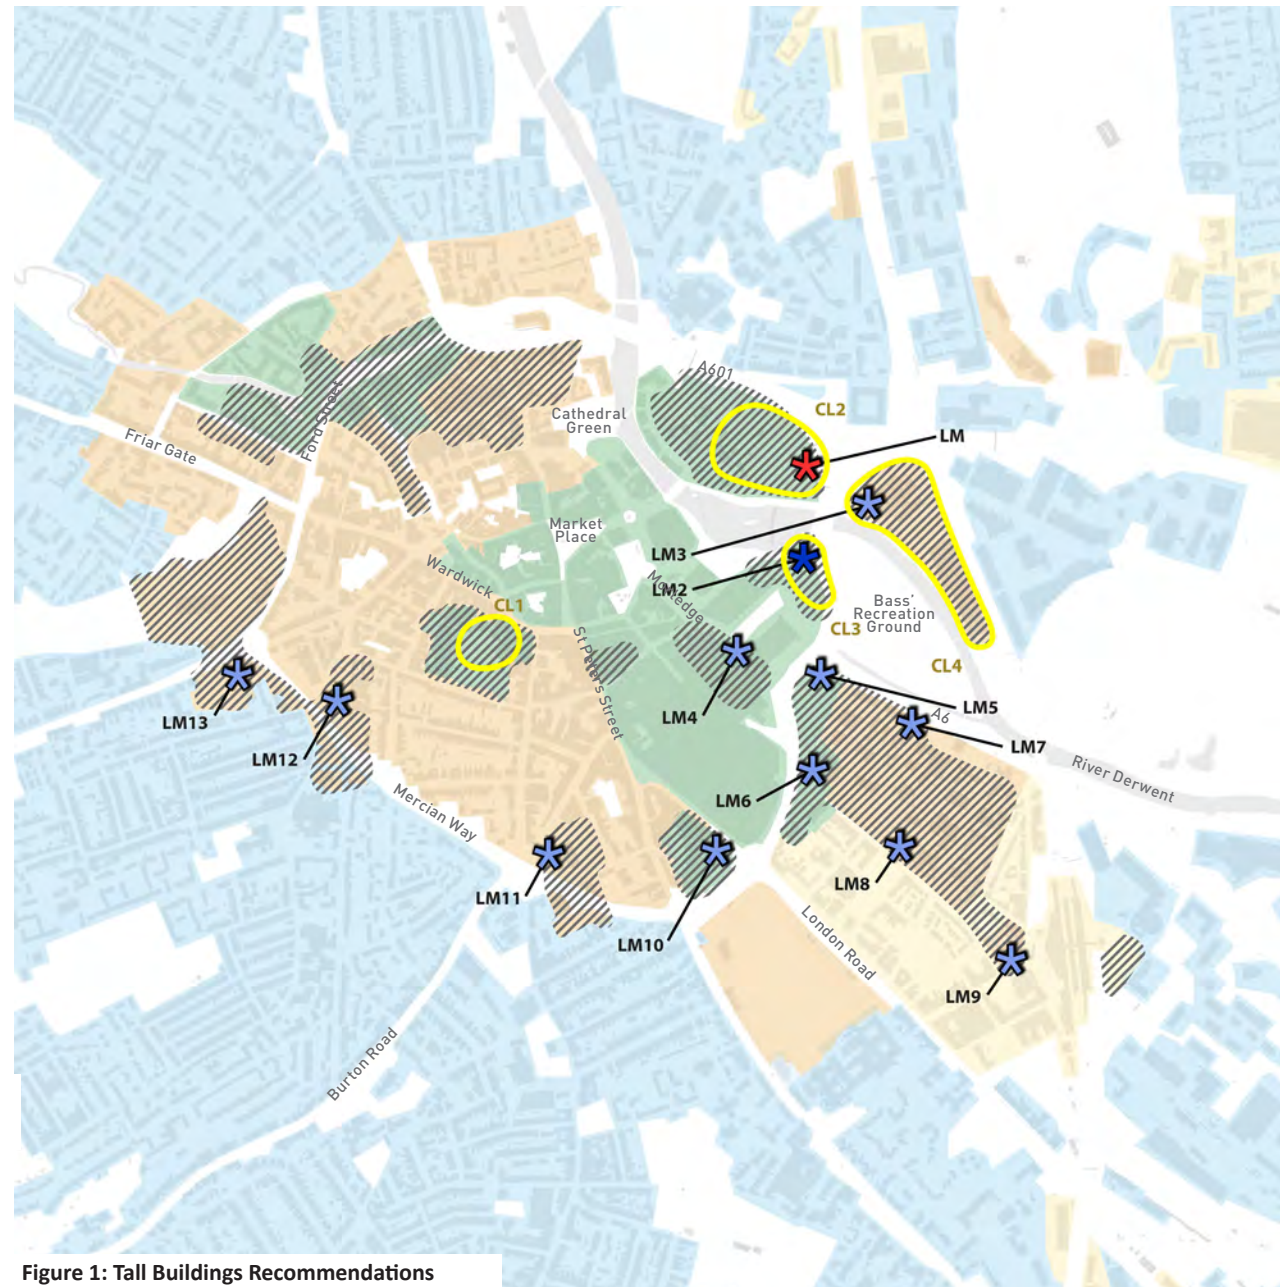 A601
CL2
Cathedral
Green
LM
Ford Street
Friar Gate
Market
Place
LM3
LM2
Morledge
Wardwick
CL1
Bass'
Recreation
Ground
CL3
CL4
St Peters Street
LM13
LM4
LM5
A6
LM7
LM12
River Derwent
LM6
Mercian Way
LM8
LM11
LM10
London Road
LM9
Burton Road
Figure 1: Tall Buildings Recommendations